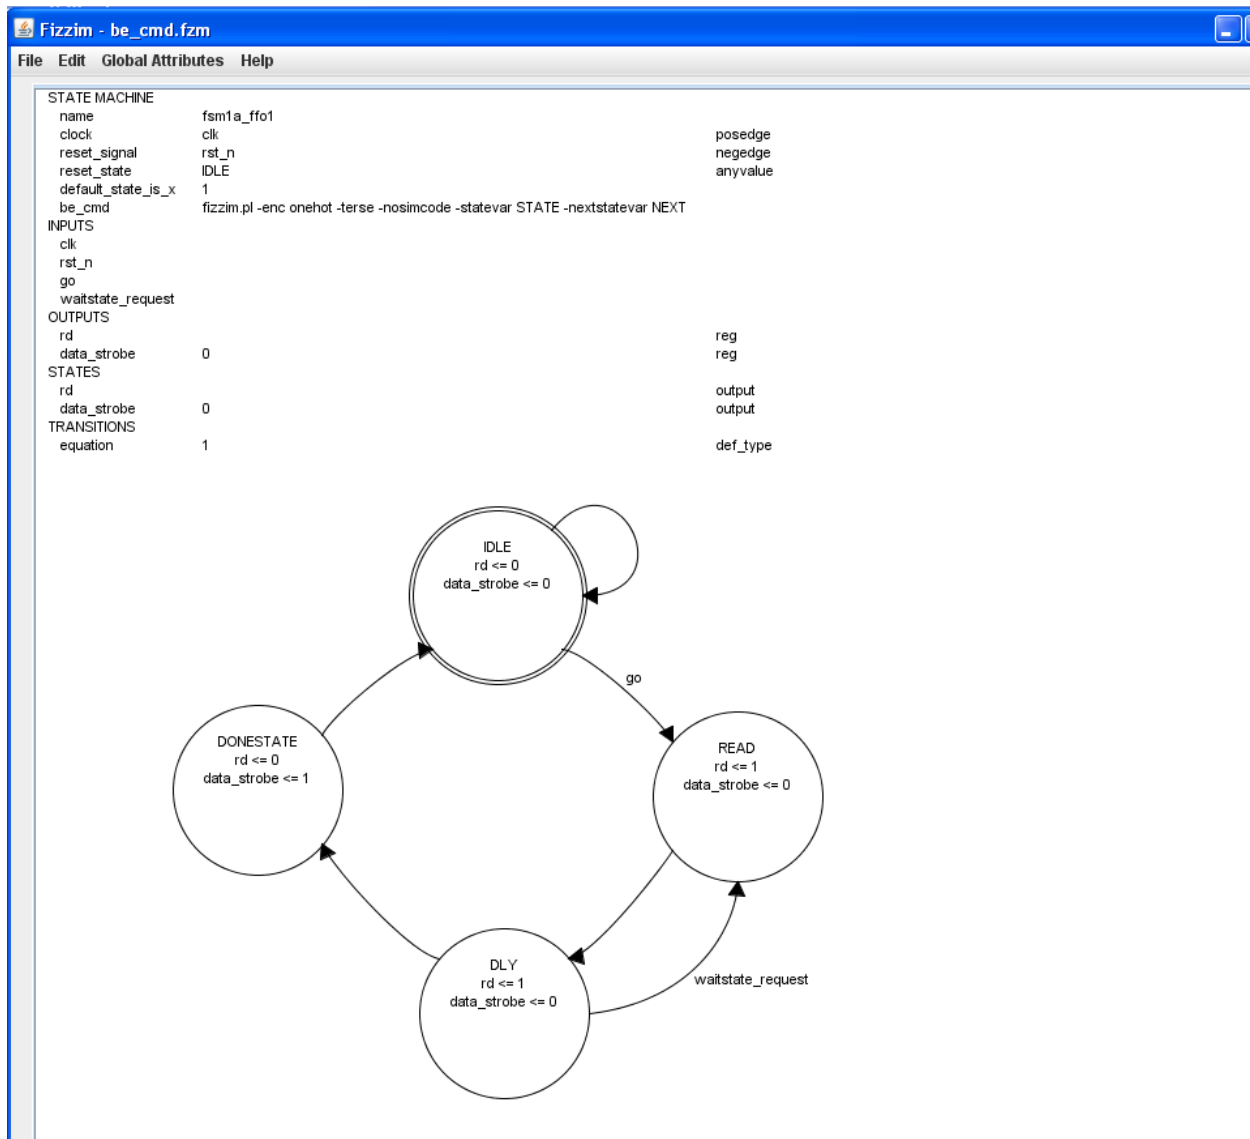 Fizzim - be_cmd.fzm
File Edit Global Attributes Help
STATE MACHINE
name fsm1a_ffo1
clock clk posedge
reset_signal rst_n negedge
reset_state IDLE anyvalue
default_state_is_x 1
be_cmd fizzim.pl -enc onehot -terse -nosimcode -statevar STATE -nextstatevar NEXT
INPUTS
clk
rst_n
go
waitstate_request
OUTPUTS
rd reg
data_strobe 0 reg
STATES
rd output
data_strobe 0 output
TRANSITIONS
equation 1 def_type
IDLE
rd <= 0
data_strobe <= 0
go
DONESTATE
rd <= 0
data_strobe <= 1
READ
rd <= 1
data_strobe <= 0
DLY
rd <= 1
data_strobe <= 0
waitstate_request